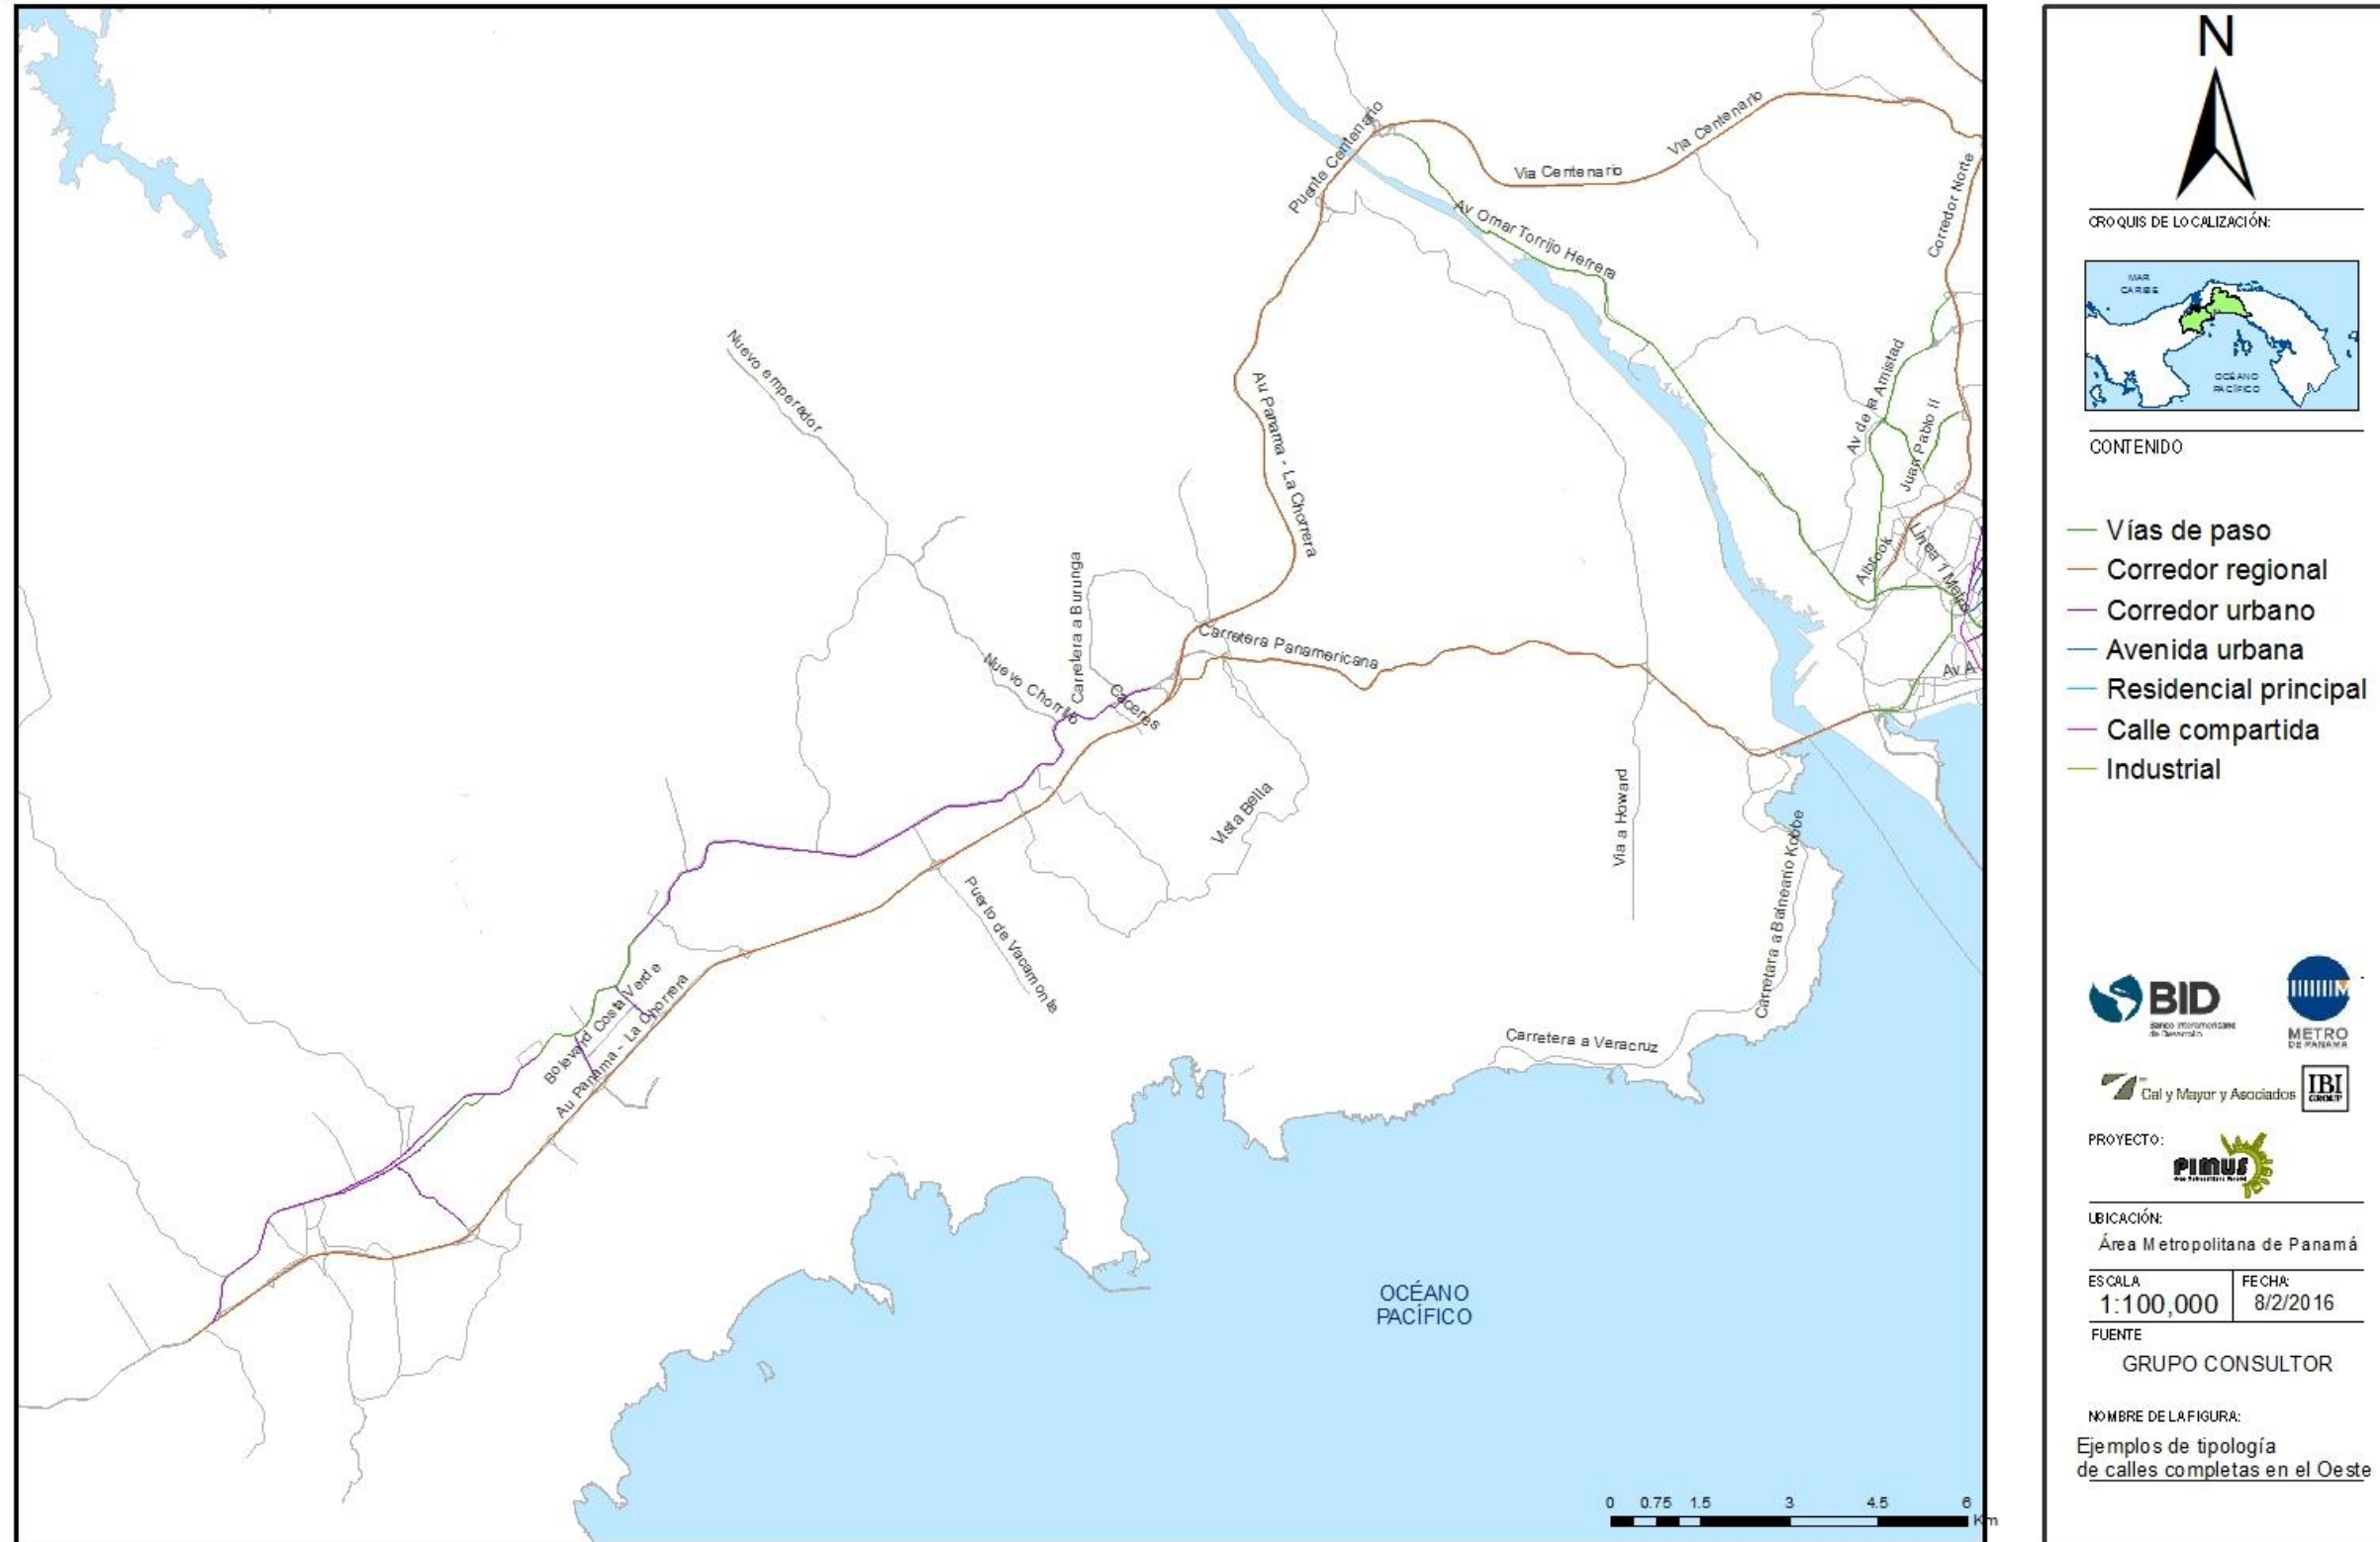 Puente Centenario
Via Centenario
Via Centenario
Corredor Norte
Av Omar Torrijo Herrera
Nuevo emperador
Au Panama - La Chorrera
Av de la Amistad
Juan Pablo II
Albrook
Linea 1 Metro
Av A
Carretera a Burunga
Carretera Panamericana
Nuevo Chorrillo
Caceres
Vista Bella
Via a Howard
Carretara a Balneario Kobbe
Puerto de Vacamonte
Bolevard Costa Verde
Au Panama - La Chorrera
Carretera a Veracruz
OCÉANO
PACÍFICO
0 0.75 1.5 3 4.5 6
Km
N
CROQUIS DE LOCALIZACIÓN:
MAR
CARIBE
OCÉANO
PACÍFICO
CONTENIDO
Vías de paso
Corredor regional
Corredor urbano
Avenida urbana
Residencial principal
Calle compartida
Industrial
BID
Banco Interamericano
de Desarrollo
METRO
DE PANAMÁ
Cal y Mayor y Asociados
IBI
GROUP
PROYECTO:
PIMUS
UBICACIÓN:
Área Metropolitana de Panamá
ESCALA
1:100,000
FECHA:
8/2/2016
FUENTE
GRUPO CONSULTOR
NOMBRE DE LA FIGURA:
Ejemplos de tipología
de calles completas en el Oeste